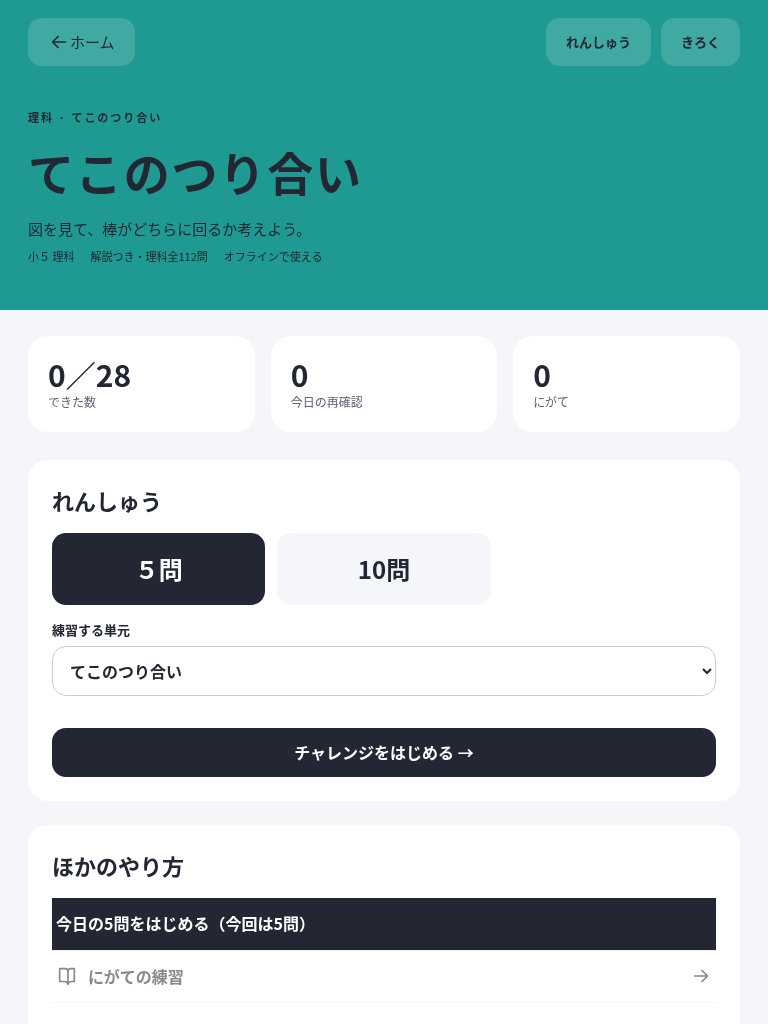 ← ホーム
れんしゅう
きろく
理科 · てこのつり合い
てこのつり合い
図を見て、棒がどちらに回るか考えよう。
小５ 理科 解説つき・理科全112問 オフラインで使える
0／28
できた数
0
今日の再確認
0
にがて
れんしゅう
５問
10問
練習する単元
てこのつり合い
チャレンジをはじめる →
ほかのやり方
今日の5問をはじめる（今回は5問）
にがての練習